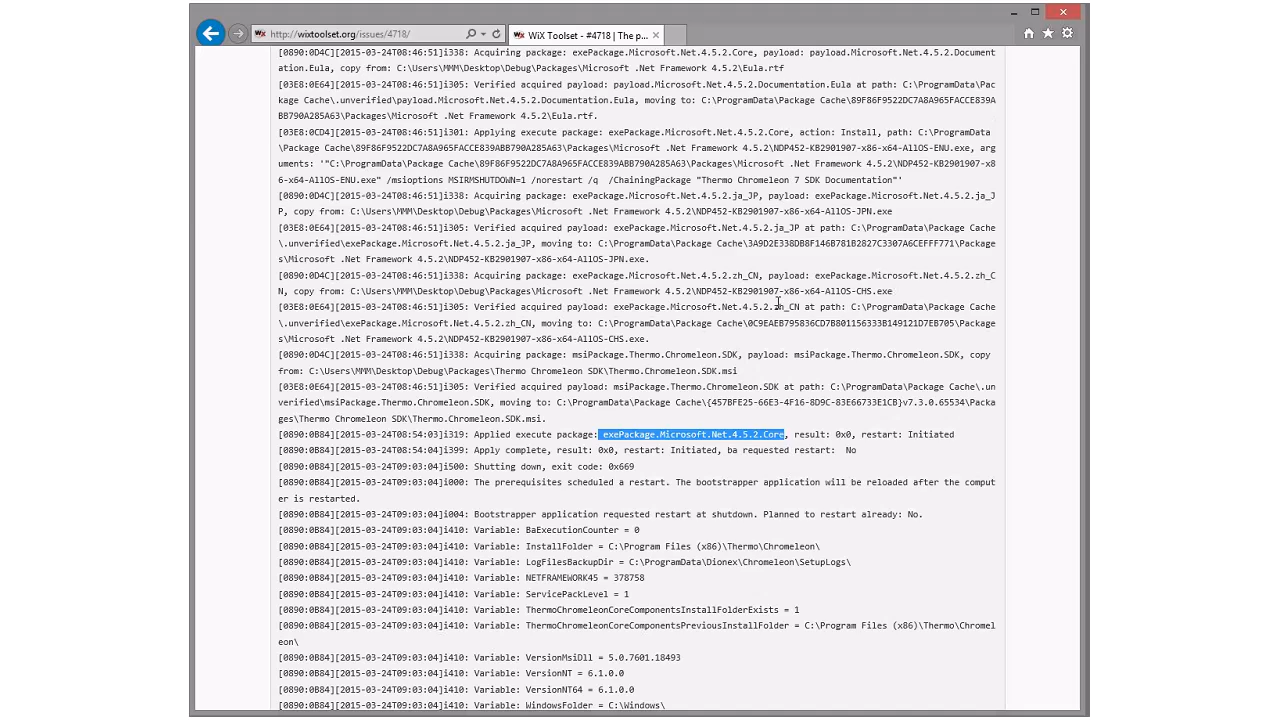 http://wixtoolset.org/issues/4718/
WiX Toolset - #4718 | The p...
[0890:0D4C][2015-03-24T08:46:51]i338: Acquiring package: exePackage.Microsoft.Net.4.5.2.Core, payload: payload.Microsoft.Net.4.5.2.Document
ation.Eula, copy from: C:\Users\MMM\Desktop\Debug\Packages\Microsoft .Net Framework 4.5.2\Eula.rtf
[03E8:0E64][2015-03-24T08:46:51]i305: Verified acquired payload: payload.Microsoft.Net.4.5.2.Documentation.Eula at path: C:\ProgramData\Pac
kage Cache\.unverified\payload.Microsoft.Net.4.5.2.Documentation.Eula, moving to: C:\ProgramData\Package Cache\89F86F9522DC7A8A965FACCE839A
BB790A285A63\Packages\Microsoft .Net Framework 4.5.2\Eula.rtf.
[03E8:0CD4][2015-03-24T08:46:51]i301: Applying execute package: exePackage.Microsoft.Net.4.5.2.Core, action: Install, path: C:\ProgramData
\Package Cache\89F86F9522DC7A8A965FACCE839ABB790A285A63\Packages\Microsoft .Net Framework 4.5.2\NDP452-KB2901907-x86-x64-AllOS-ENU.exe, arg
uments: '"C:\ProgramData\Package Cache\89F86F9522DC7A8A965FACCE839ABB790A285A63\Packages\Microsoft .Net Framework 4.5.2\NDP452-KB2901907-x8
6-x64-AllOS-ENU.exe" /msioptions MSIRMSHUTDOWN=1 /norestart /q  /ChainingPackage "Thermo Chromeleon 7 SDK Documentation"'
[0890:0D4C][2015-03-24T08:46:51]i338: Acquiring package: exePackage.Microsoft.Net.4.5.2.ja_JP, payload: exePackage.Microsoft.Net.4.5.2.ja_J
P, copy from: C:\Users\MMM\Desktop\Debug\Packages\Microsoft .Net Framework 4.5.2\NDP452-KB2901907-x86-x64-AllOS-JPN.exe
[03E8:0E64][2015-03-24T08:46:51]i305: Verified acquired payload: exePackage.Microsoft.Net.4.5.2.ja_JP at path: C:\ProgramData\Package Cache
\.unverified\exePackage.Microsoft.Net.4.5.2.ja_JP, moving to: C:\ProgramData\Package Cache\3A9D2E338DB8F146B781B2827C3307A6CEFFF771\Package
s\Microsoft .Net Framework 4.5.2\NDP452-KB2901907-x86-x64-AllOS-JPN.exe.
[0890:0D4C][2015-03-24T08:46:51]i338: Acquiring package: exePackage.Microsoft.Net.4.5.2.zh_CN, payload: exePackage.Microsoft.Net.4.5.2.zh_C
N, copy from: C:\Users\MMM\Desktop\Debug\Packages\Microsoft .Net Framework 4.5.2\NDP452-KB2901907-x86-x64-AllOS-CHS.exe
[03E8:0E64][2015-03-24T08:46:51]i305: Verified acquired payload: exePackage.Microsoft.Net.4.5.2.zh_CN at path: C:\ProgramData\Package Cache
\.unverified\exePackage.Microsoft.Net.4.5.2.zh_CN, moving to: C:\ProgramData\Package Cache\0C9EAEB795836CD7B801156333B149121D7EB705\Package
s\Microsoft .Net Framework 4.5.2\NDP452-KB2901907-x86-x64-AllOS-CHS.exe.
[0890:0D4C][2015-03-24T08:46:51]i338: Acquiring package: msiPackage.Thermo.Chromeleon.SDK, payload: msiPackage.Thermo.Chromeleon.SDK, copy
from: C:\Users\MMM\Desktop\Debug\Packages\Thermo Chromeleon SDK\Thermo.Chromeleon.SDK.msi
[03E8:0E64][2015-03-24T08:46:51]i305: Verified acquired payload: msiPackage.Thermo.Chromeleon.SDK at path: C:\ProgramData\Package Cache\.un
verified\msiPackage.Thermo.Chromeleon.SDK, moving to: C:\ProgramData\Package Cache\{457BFE25-66E3-4F16-8D9C-83E66733E1CB}v7.3.0.65534\Packa
ges\Thermo Chromeleon SDK\Thermo.Chromeleon.SDK.msi.
[0890:0B84][2015-03-24T08:54:03]i319: Applied execute package: exePackage.Microsoft.Net.4.5.2.Core, result: 0x0, restart: Initiated
[0890:0B84][2015-03-24T08:54:04]i399: Apply complete, result: 0x0, restart: Initiated, ba requested restart:  No
[0890:0B84][2015-03-24T09:03:04]i500: Shutting down, exit code: 0x669
[0890:0B84][2015-03-24T09:03:04]i000: The prerequisites scheduled a restart. The bootstrapper application will be reloaded after the comput
er is restarted.
[0890:0B84][2015-03-24T09:03:04]i004: Bootstrapper application requested restart at shutdown. Planned to restart already: No.
[0890:0B84][2015-03-24T09:03:04]i410: Variable: BaExecutionCounter = 0
[0890:0B84][2015-03-24T09:03:04]i410: Variable: InstallFolder = C:\Program Files (x86)\Thermo\Chromeleon\
[0890:0B84][2015-03-24T09:03:04]i410: Variable: LogFilesBackupDir = C:\ProgramData\Dionex\Chromeleon\SetupLogs\
[0890:0B84][2015-03-24T09:03:04]i410: Variable: NETFRAMEWORK45 = 378758
[0890:0B84][2015-03-24T09:03:04]i410: Variable: ServicePackLevel = 1
[0890:0B84][2015-03-24T09:03:04]i410: Variable: ThermoChromeleonCoreComponentsInstallFolderExists = 1
[0890:0B84][2015-03-24T09:03:04]i410: Variable: ThermoChromeleonCoreComponentsPreviousInstallFolder = C:\Program Files (x86)\Thermo\Chromel
eon\
[0890:0B84][2015-03-24T09:03:04]i410: Variable: VersionMsiDll = 5.0.7601.18493
[0890:0B84][2015-03-24T09:03:04]i410: Variable: VersionNT = 6.1.0.0
[0890:0B84][2015-03-24T09:03:04]i410: Variable: VersionNT64 = 6.1.0.0
[0890:0B84][2015-03-24T09:03:04]i410: Variable: WindowsFolder = C:\Windows\